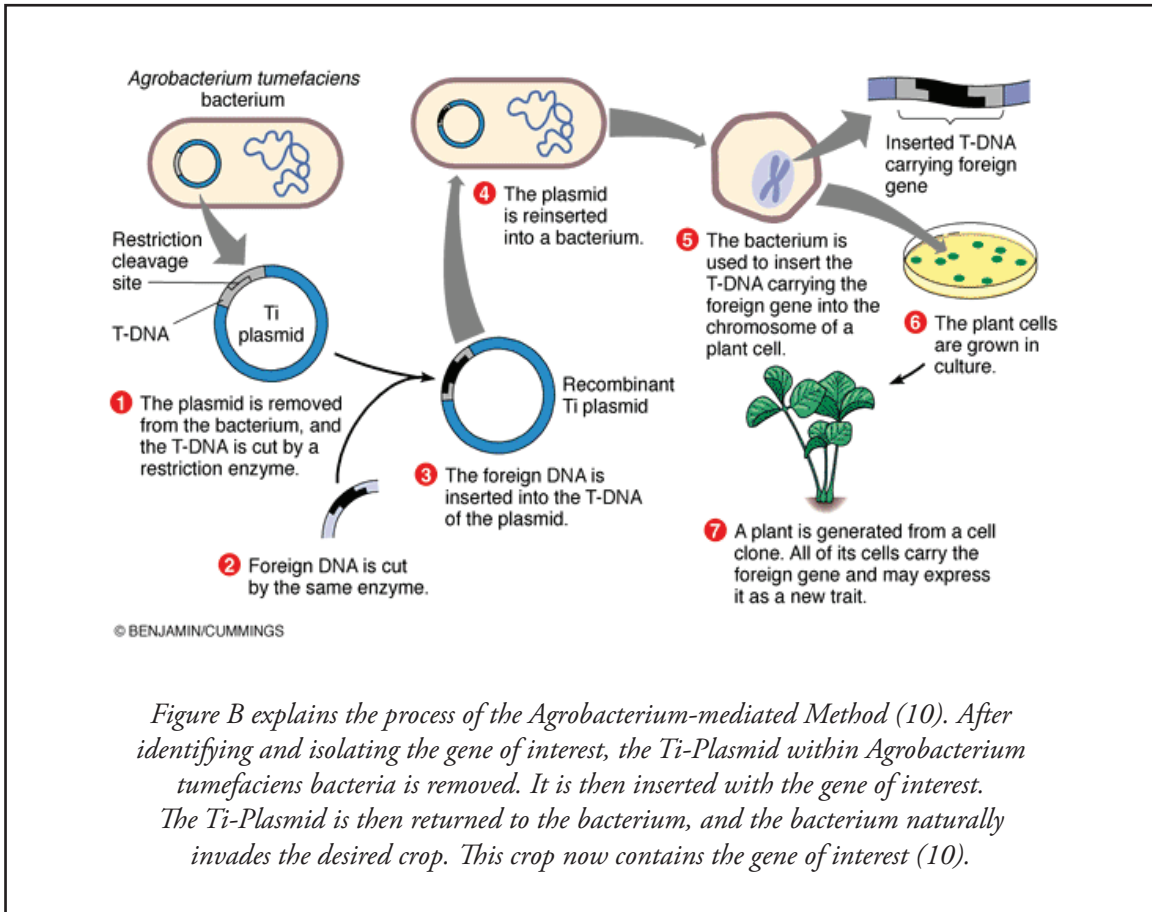 Agrobacterium tumefaciens
bacterium
Restriction
cleavage
site
T-DNA
Ti
plasmid
1 The plasmid is removed
from the bacterium, and
the T-DNA is cut by a
restriction enzyme.
2 Foreign DNA is cut
by the same enzyme.
Recombinant
Ti plasmid
3 The foreign DNA is
inserted into the T-DNA
of the plasmid.
4 The plasmid
is reinserted
into a bacterium.
Inserted T-DNA
carrying foreign
gene
5 The bacterium is
used to insert the
T-DNA carrying the
foreign gene into the
chromosome of a
plant cell.
6 The plant cells
are grown in
culture.
7 A plant is generated from a cell
clone. All of its cells carry the
foreign gene and may express
it as a new trait.
© BENJAMIN/CUMMINGS
Figure B explains the process of the Agrobacterium-mediated Method (10). After
identifying and isolating the gene of interest, the Ti-Plasmid within Agrobacterium
tumefaciens bacteria is removed. It is then inserted with the gene of interest.
The Ti-Plasmid is then returned to the bacterium, and the bacterium naturally
invades the desired crop. This crop now contains the gene of interest (10).